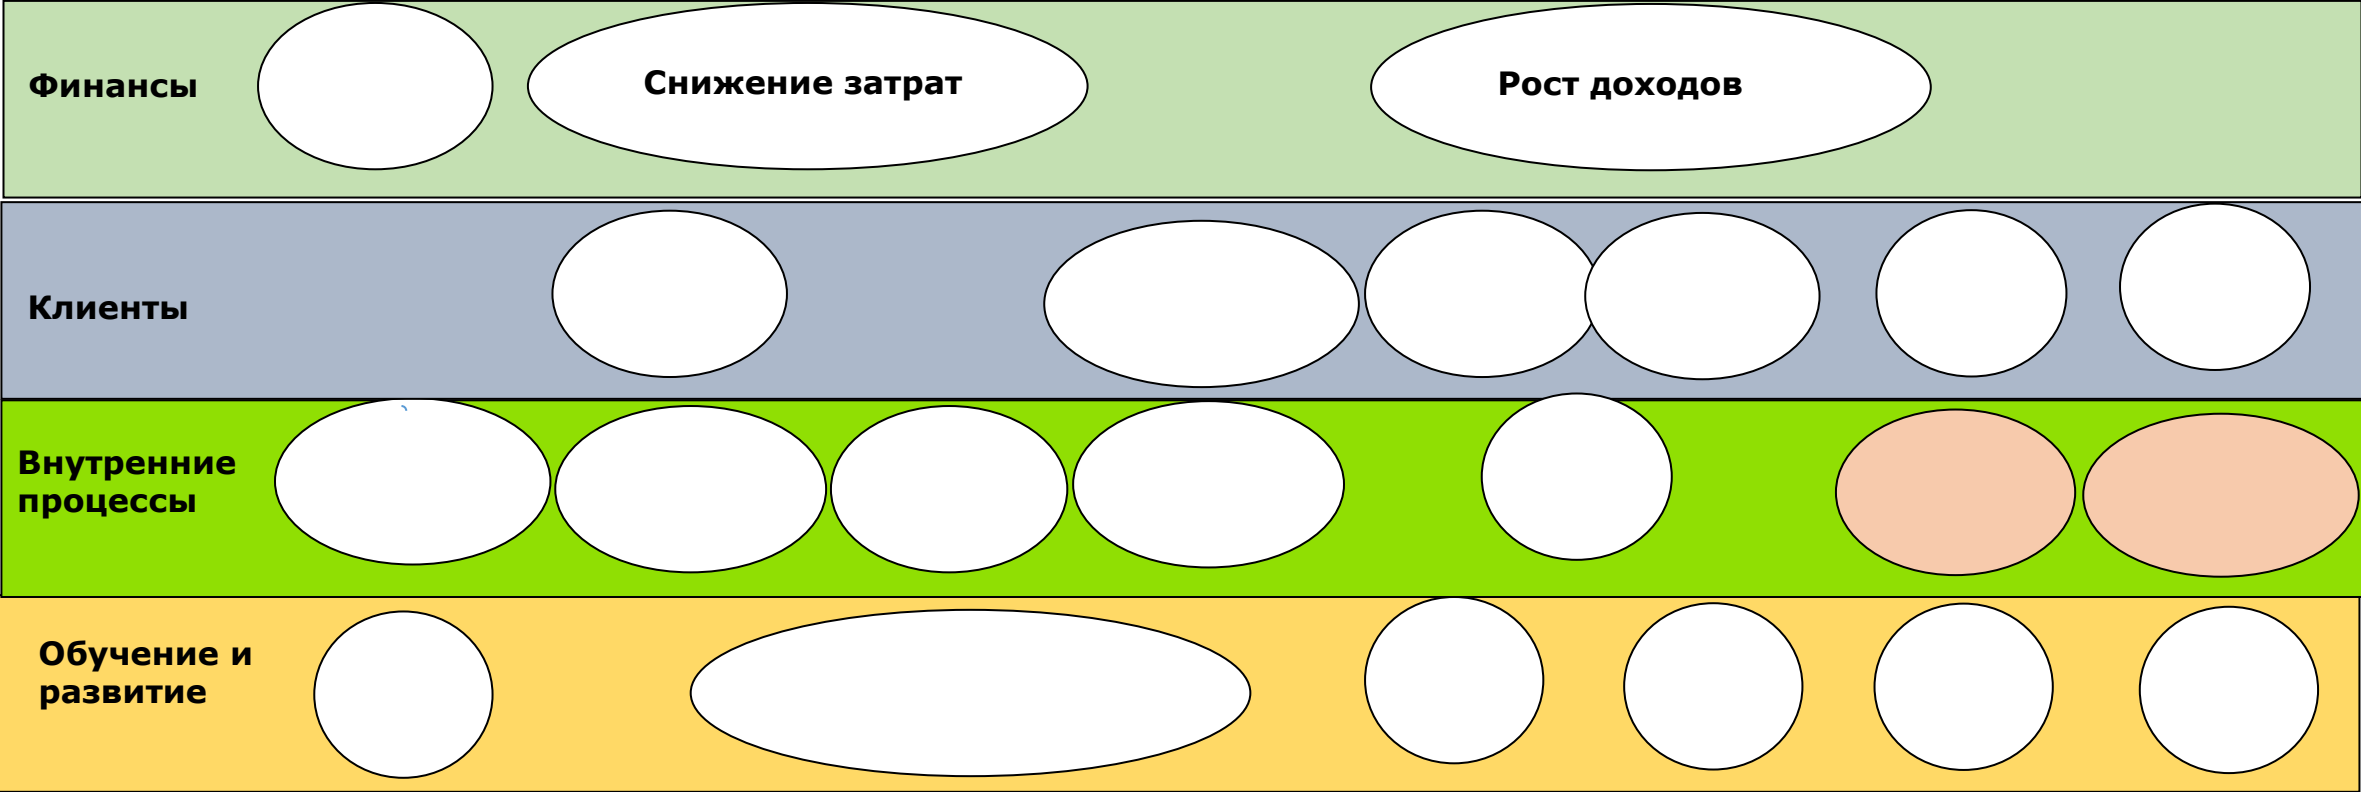 Финансы
Снижение затрат
Рост доходов
Клиенты
Внутренние
процессы
Обучение и
развитие